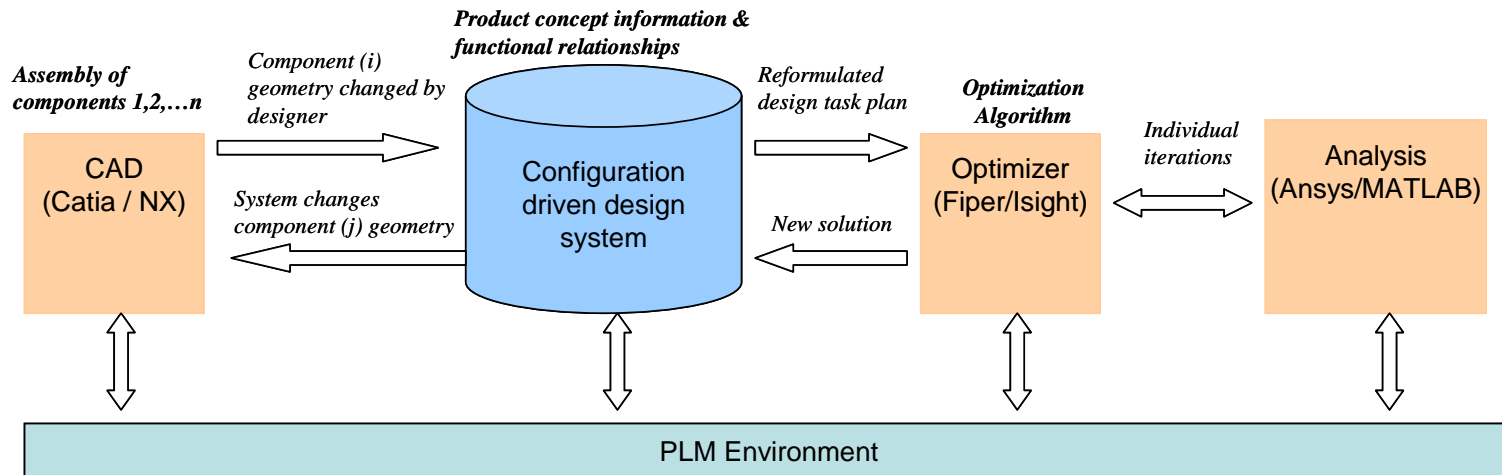 Product concept information &
functional relationships
Assembly of
components 1,2,…n
Component (i)
geometry changed by
designer
Reformulated
design task plan
Optimization
Algorithm
Individual
iterations
CAD
(Catia / NX)
System changes
component (j) geometry
Configuration
driven design
system
New solution
Optimizer
(Fiper/Isight)
Analysis
(Ansys/MATLAB)
PLM Environment